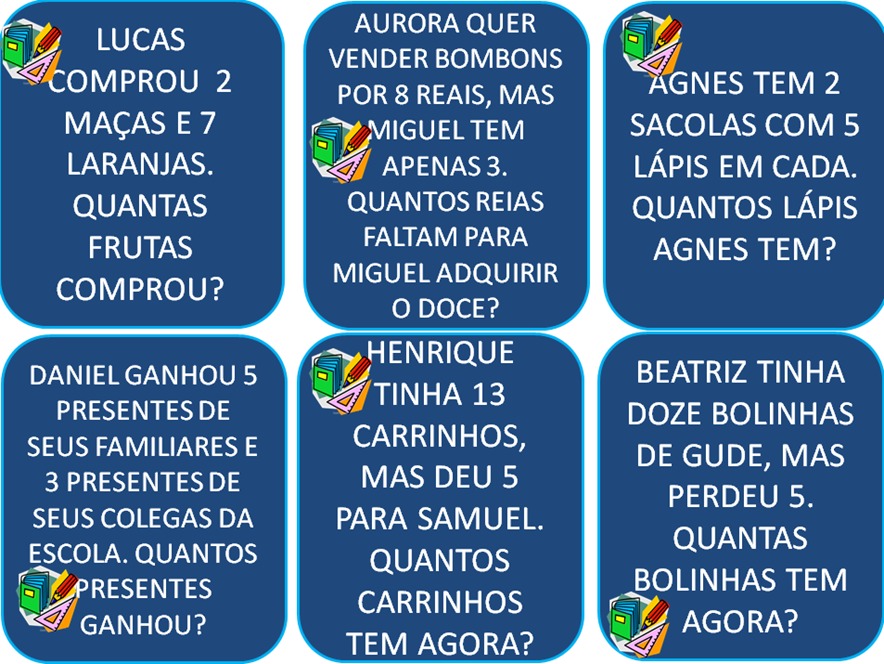 LUCAS
COMPROU 2
MAÇAS E 7
LARANJAS.
QUANTAS
FRUTAS
COMPROU?
AURORA QUER
VENDER BOMBONS
POR 8 REAIS, MAS
MIGUEL TEM
APENAS 3.
QUANTOS REIAS
FALTAM PARA
MIGUEL ADQUIRIR
O DOCE?
AGNES TEM 2
SACOLAS COM 5
LÁPIS EM CADA.
QUANTOS LÁPIS
AGNES TEM?
DANIEL GANHOU 5
PRESENTES DE
SEUS FAMILIARES E
3 PRESENTES DE
SEUS COLEGAS DA
ESCOLA. QUANTOS
PRESENTES
GANHOU?
HENRIQUE
TINHA 13
CARRINHOS,
MAS DEU 5
PARA SAMUEL.
QUANTOS
CARRINHOS
TEM AGORA?
BEATRIZ TINHA
DOZE BOLINHAS
DE GUDE, MAS
PERDEU 5.
QUANTAS
BOLINHAS TEM
AGORA?